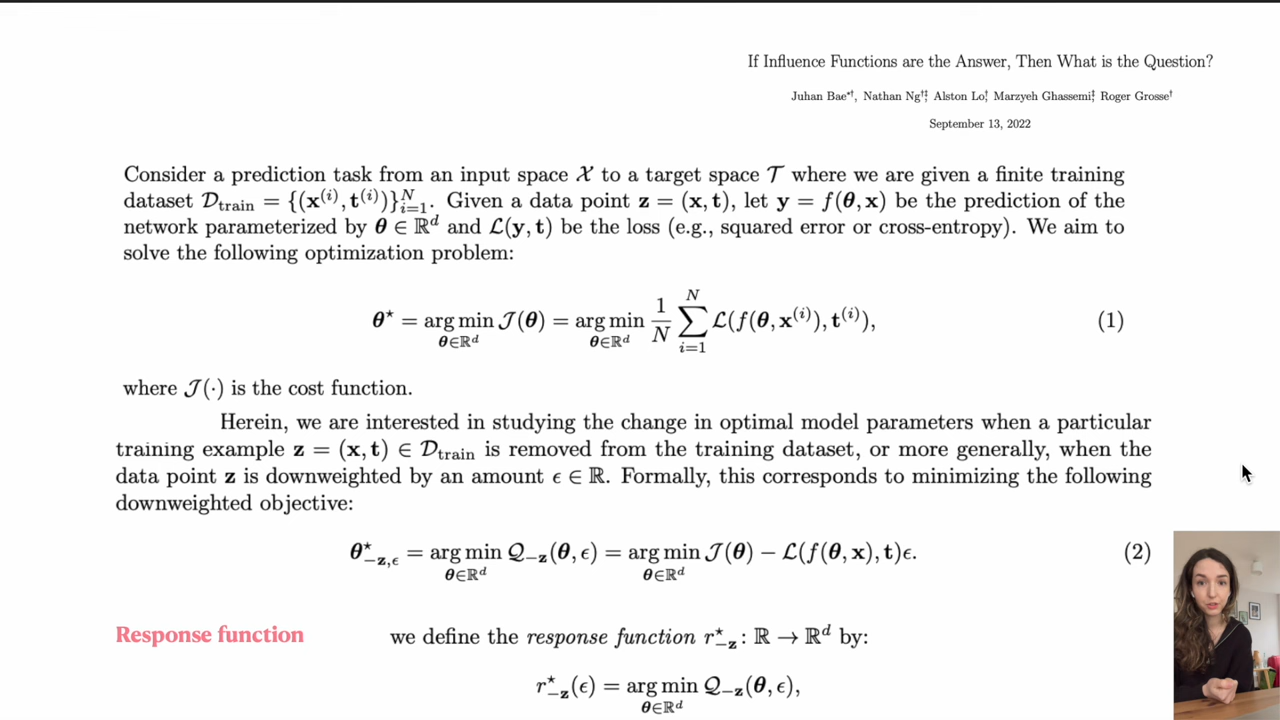 If Influence Functions are the Answer, Then What is the Question?
Juhan Bae*†, Nathan Ng†‡, Alston Lo†, Marzyeh Ghassemi‡, Roger Grosse†
September 13, 2022
Consider a prediction task from an input space 𝒳 to a target space 𝒯 where we are given a finite training
dataset 𝒟_train = {(x^(i), t^(i))}_{i=1}^N. Given a data point z = (x, t), let y = f(θ, x) be the prediction of the
network parameterized by θ ∈ ℝ^d and ℒ(y, t) be the loss (e.g., squared error or cross-entropy). We aim to
solve the following optimization problem:
θ* = arg min_{θ∈ℝ^d} 𝒥(θ) = arg min_{θ∈ℝ^d} 1/N ∑_{i=1}^N ℒ(f(θ, x^(i)), t^(i)), (1)
where 𝒥(·) is the cost function.
Herein, we are interested in studying the change in optimal model parameters when a particular
training example z = (x, t) ∈ 𝒟_train is removed from the training dataset, or more generally, when the
data point z is downweighted by an amount ϵ ∈ ℝ. Formally, this corresponds to minimizing the following
downweighted objective:
θ*_{−z,ϵ} = arg min_{θ∈ℝ^d} 𝒬_{−z}(θ, ϵ) = arg min_{θ∈ℝ^d} 𝒥(θ) − ℒ(f(θ, x), t)ϵ. (2)
Response function we define the response function r*_{−z}: ℝ → ℝ^d by:
r*_{−z}(ϵ) = arg min_{θ∈ℝ^d} 𝒬_{−z}(θ, ϵ),